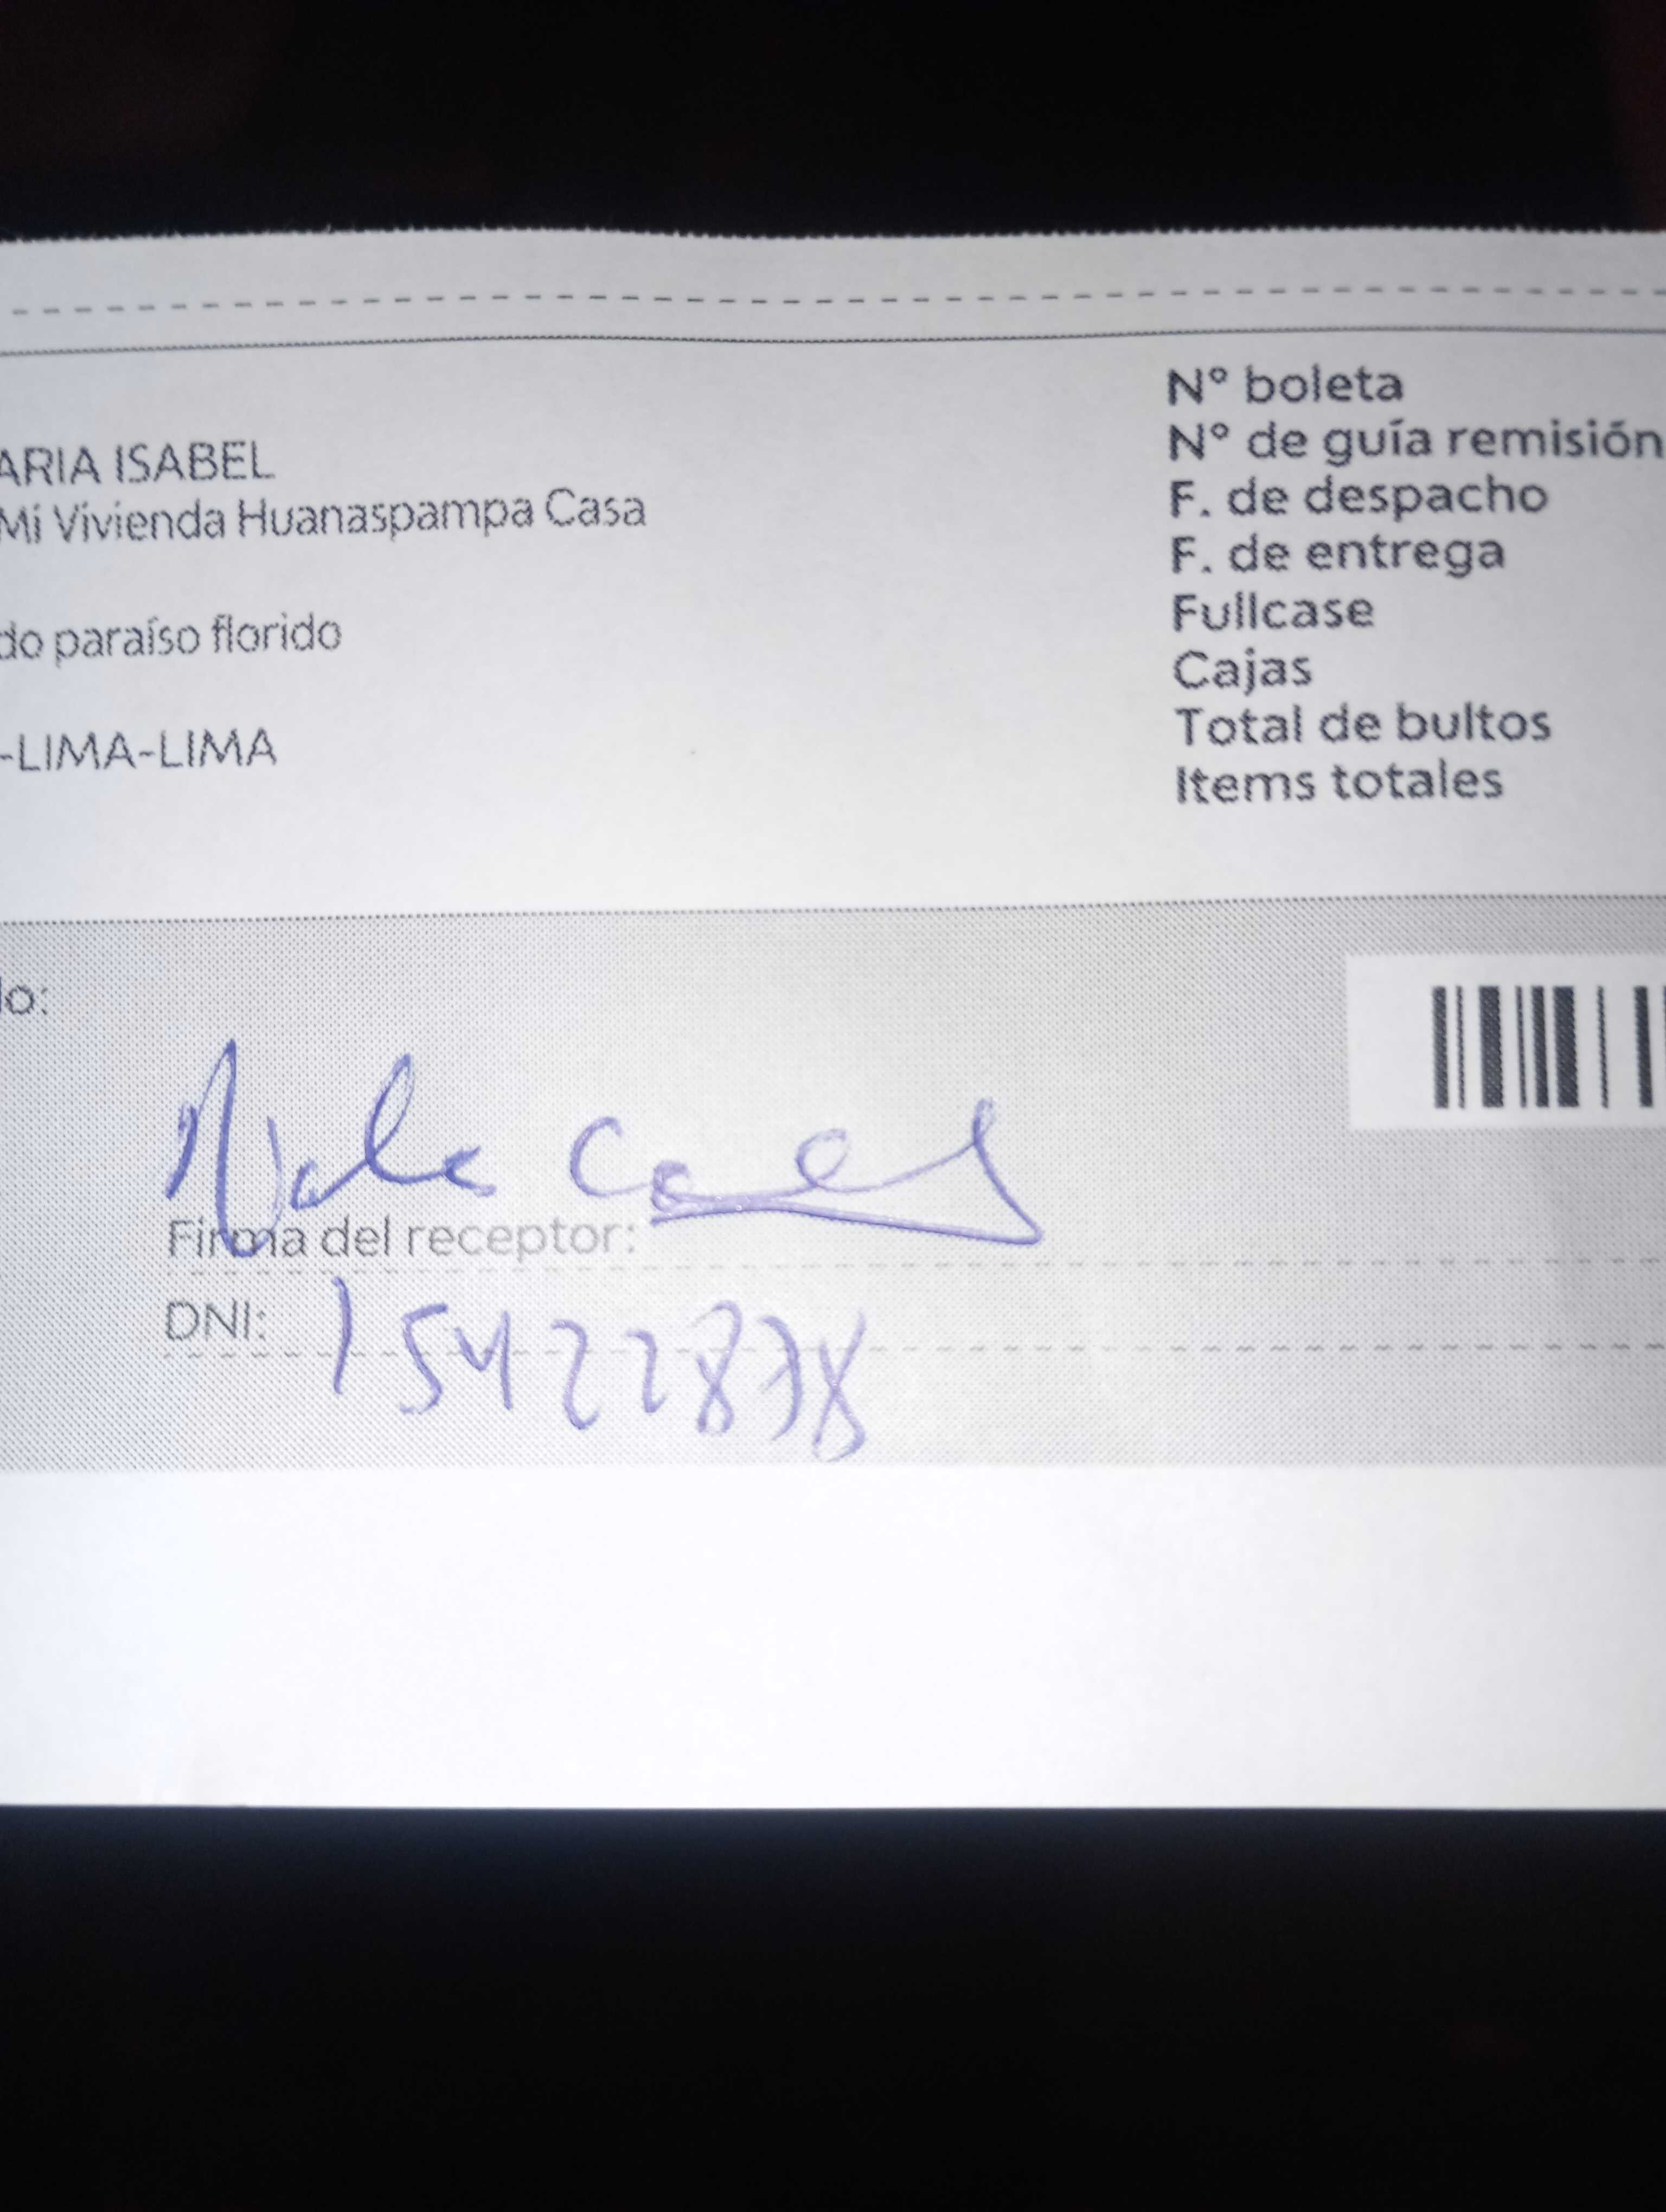 ARIA ISABEL
Mi Vivienda Huanaspampa Casa
do paraíso florido
-LIMA-LIMA
N° boleta
N° de guía remisión
F. de despacho
F. de entrega
Fullcase
Cajas
Total de bultos
Items totales
lo:
Firma del receptor:
DNI: 15422878